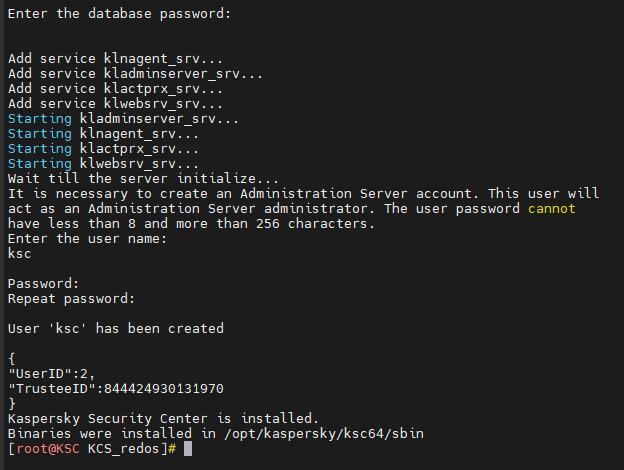 Enter the database password:
Add service klnagent_srv...
Add service kladminserver_srv...
Add service klactprx_srv...
Add service klwebsrv_srv...
Starting kladminserver_srv...
Starting klnagent_srv...
Starting klactprx_srv...
Starting klwebsrv_srv...
Wait till the server initialize...
It is necessary to create an Administration Server account. This user will
act as an Administration Server administrator. The user password cannot
have less than 8 and more than 256 characters.
Enter the user name:
ksc
Password:
Repeat password:
User 'ksc' has been created
{
"UserID":2,
"TrusteeID":844424930131970
}
Kaspersky Security Center is installed.
Binaries were installed in /opt/kaspersky/ksc64/sbin
[root@KSC KCS_redos]#